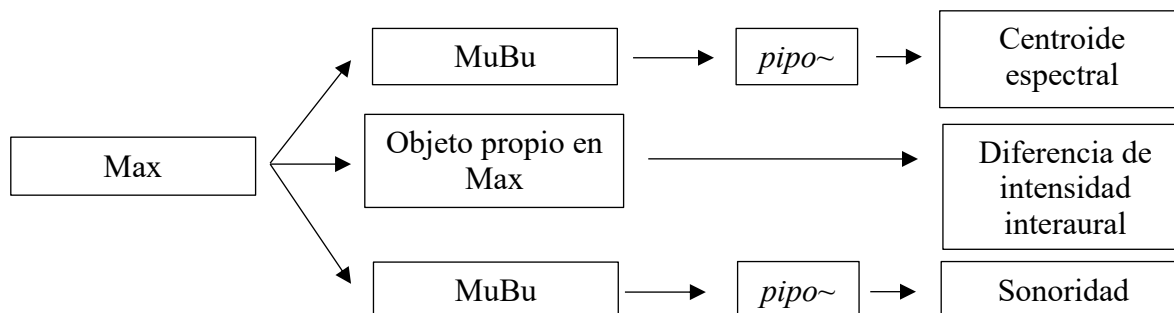 MuBu
pipo~
Centroide
espectral
Max
Objeto propio en
Max
Diferencia de
intensidad
interaural
MuBu
pipo~
Sonoridad